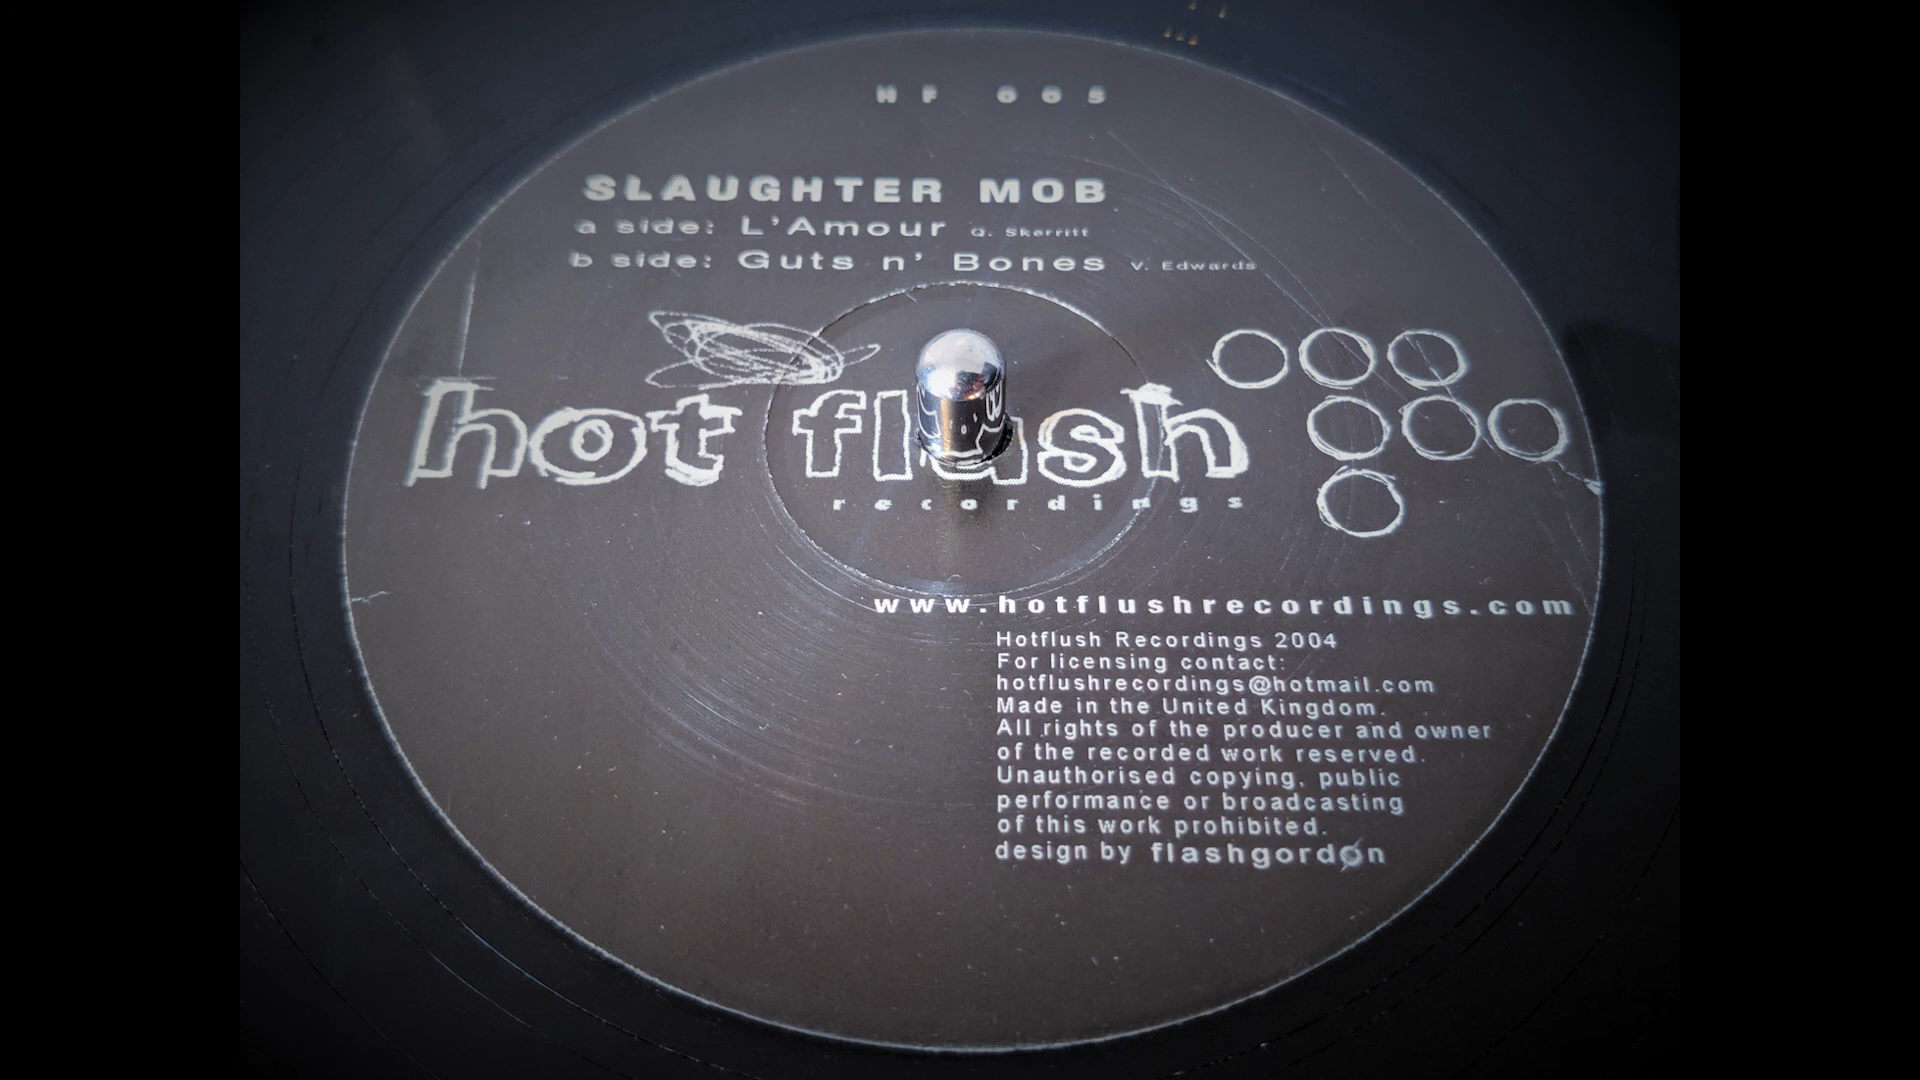 HF 005
SLAUGHTER MOB
a side: L'Amour Q. Skerritt
b side: Guts n' Bones V. Edwards
hot flush
recordings
www.hotflushrecordings.com
Hotflush Recordings 2004
For licensing contact:
hotflushrecordings@hotmail.com
Made in the United Kingdom.
All rights of the producer and owner
of the recorded work reserved.
Unauthorised copying, public
performance or broadcasting
of this work prohibited.
design by flashgordøn